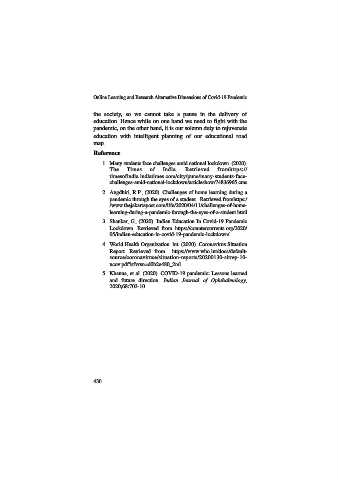 Online Learning and Research Alternative Dimensions of Covid-19 Pandemic
the society, so we cannot take a pause in the delivery of
education. Hence while on one hand we need to fight with the
pandemic, on the other hand, it is our solemn duty to rejuvenate
education with intelligent planning of our educational road
map.
Reference
1 Many students face challenges amid national lockdown. (2020).
The Times of India. Retrieved from https://
timesofindia.indiatimes.com/city/pune/many-students-face-
challenges-amid-national-lockdown/articleshow/74836965.cms
2 Angdhiri, R.P., (2020). Challenges of home learning during a
pandemic through the eyes of a student. Retrieved from https:/
/www.thejakartapost.com/life/2020/04/11/challenges-of-home-
learning-during-a-pandemic-through-the-eyes-of-a-student.html
3 Shankar, G., (2020). Indian Education In Covid-19 Pandemic
Lockdown. Retrieved from https://countercurrents.org/2020/
05/indian-education-in-covid-19-pandemic-lockdown/
4 World Health Organization. Int. (2020). Coronavirus Situation
Report. Retrieved from https://www.who.int/docs/default-
source/coronaviruse/situation-reports/20200130-sitrep-10-
ncov.pdf?sfvrsn=d0b2e480_2
5 Khanna, et al. (2020). COVID-19 pandemic: Lessons learned
and future direction. Indian Journal of Ophthalmology,
2020;68:703-10
430